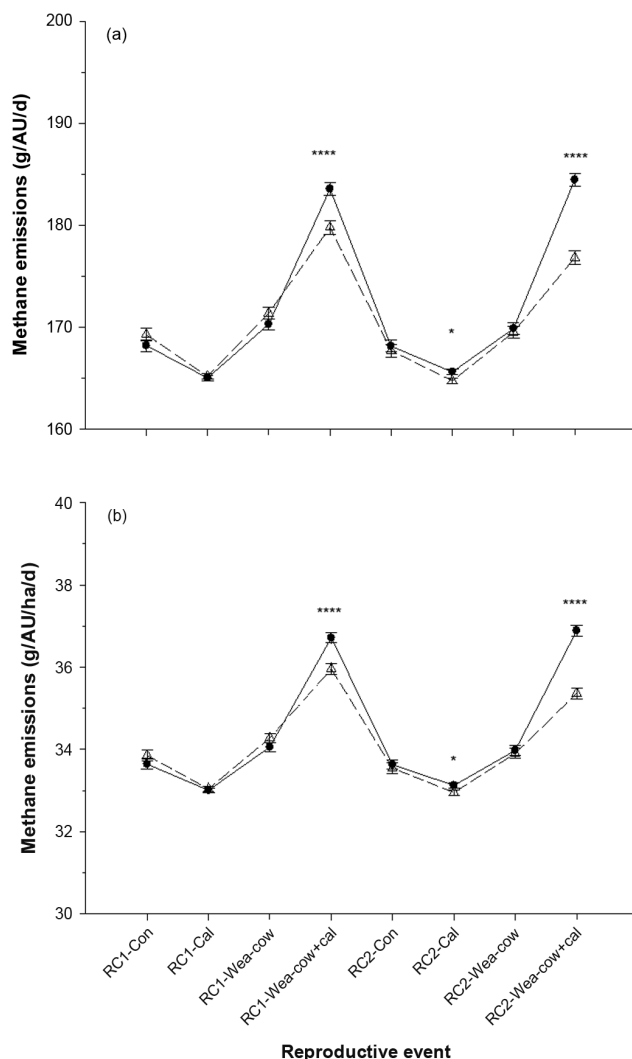 (a)
Methane emissions (g/AU/d)
200
190
180
170
160
****
*
****
(b)
Methane emissions (g/AU/ha/d)
40
38
36
34
32
30
****
*
****
RC1-Con
RC1-Cal
RC1-Wea-cow
RC1-Wea-cow+cal
RC2-Con
RC2-Cal
RC2-Wea-cow
RC2-Wea-cow+cal
Reproductive event